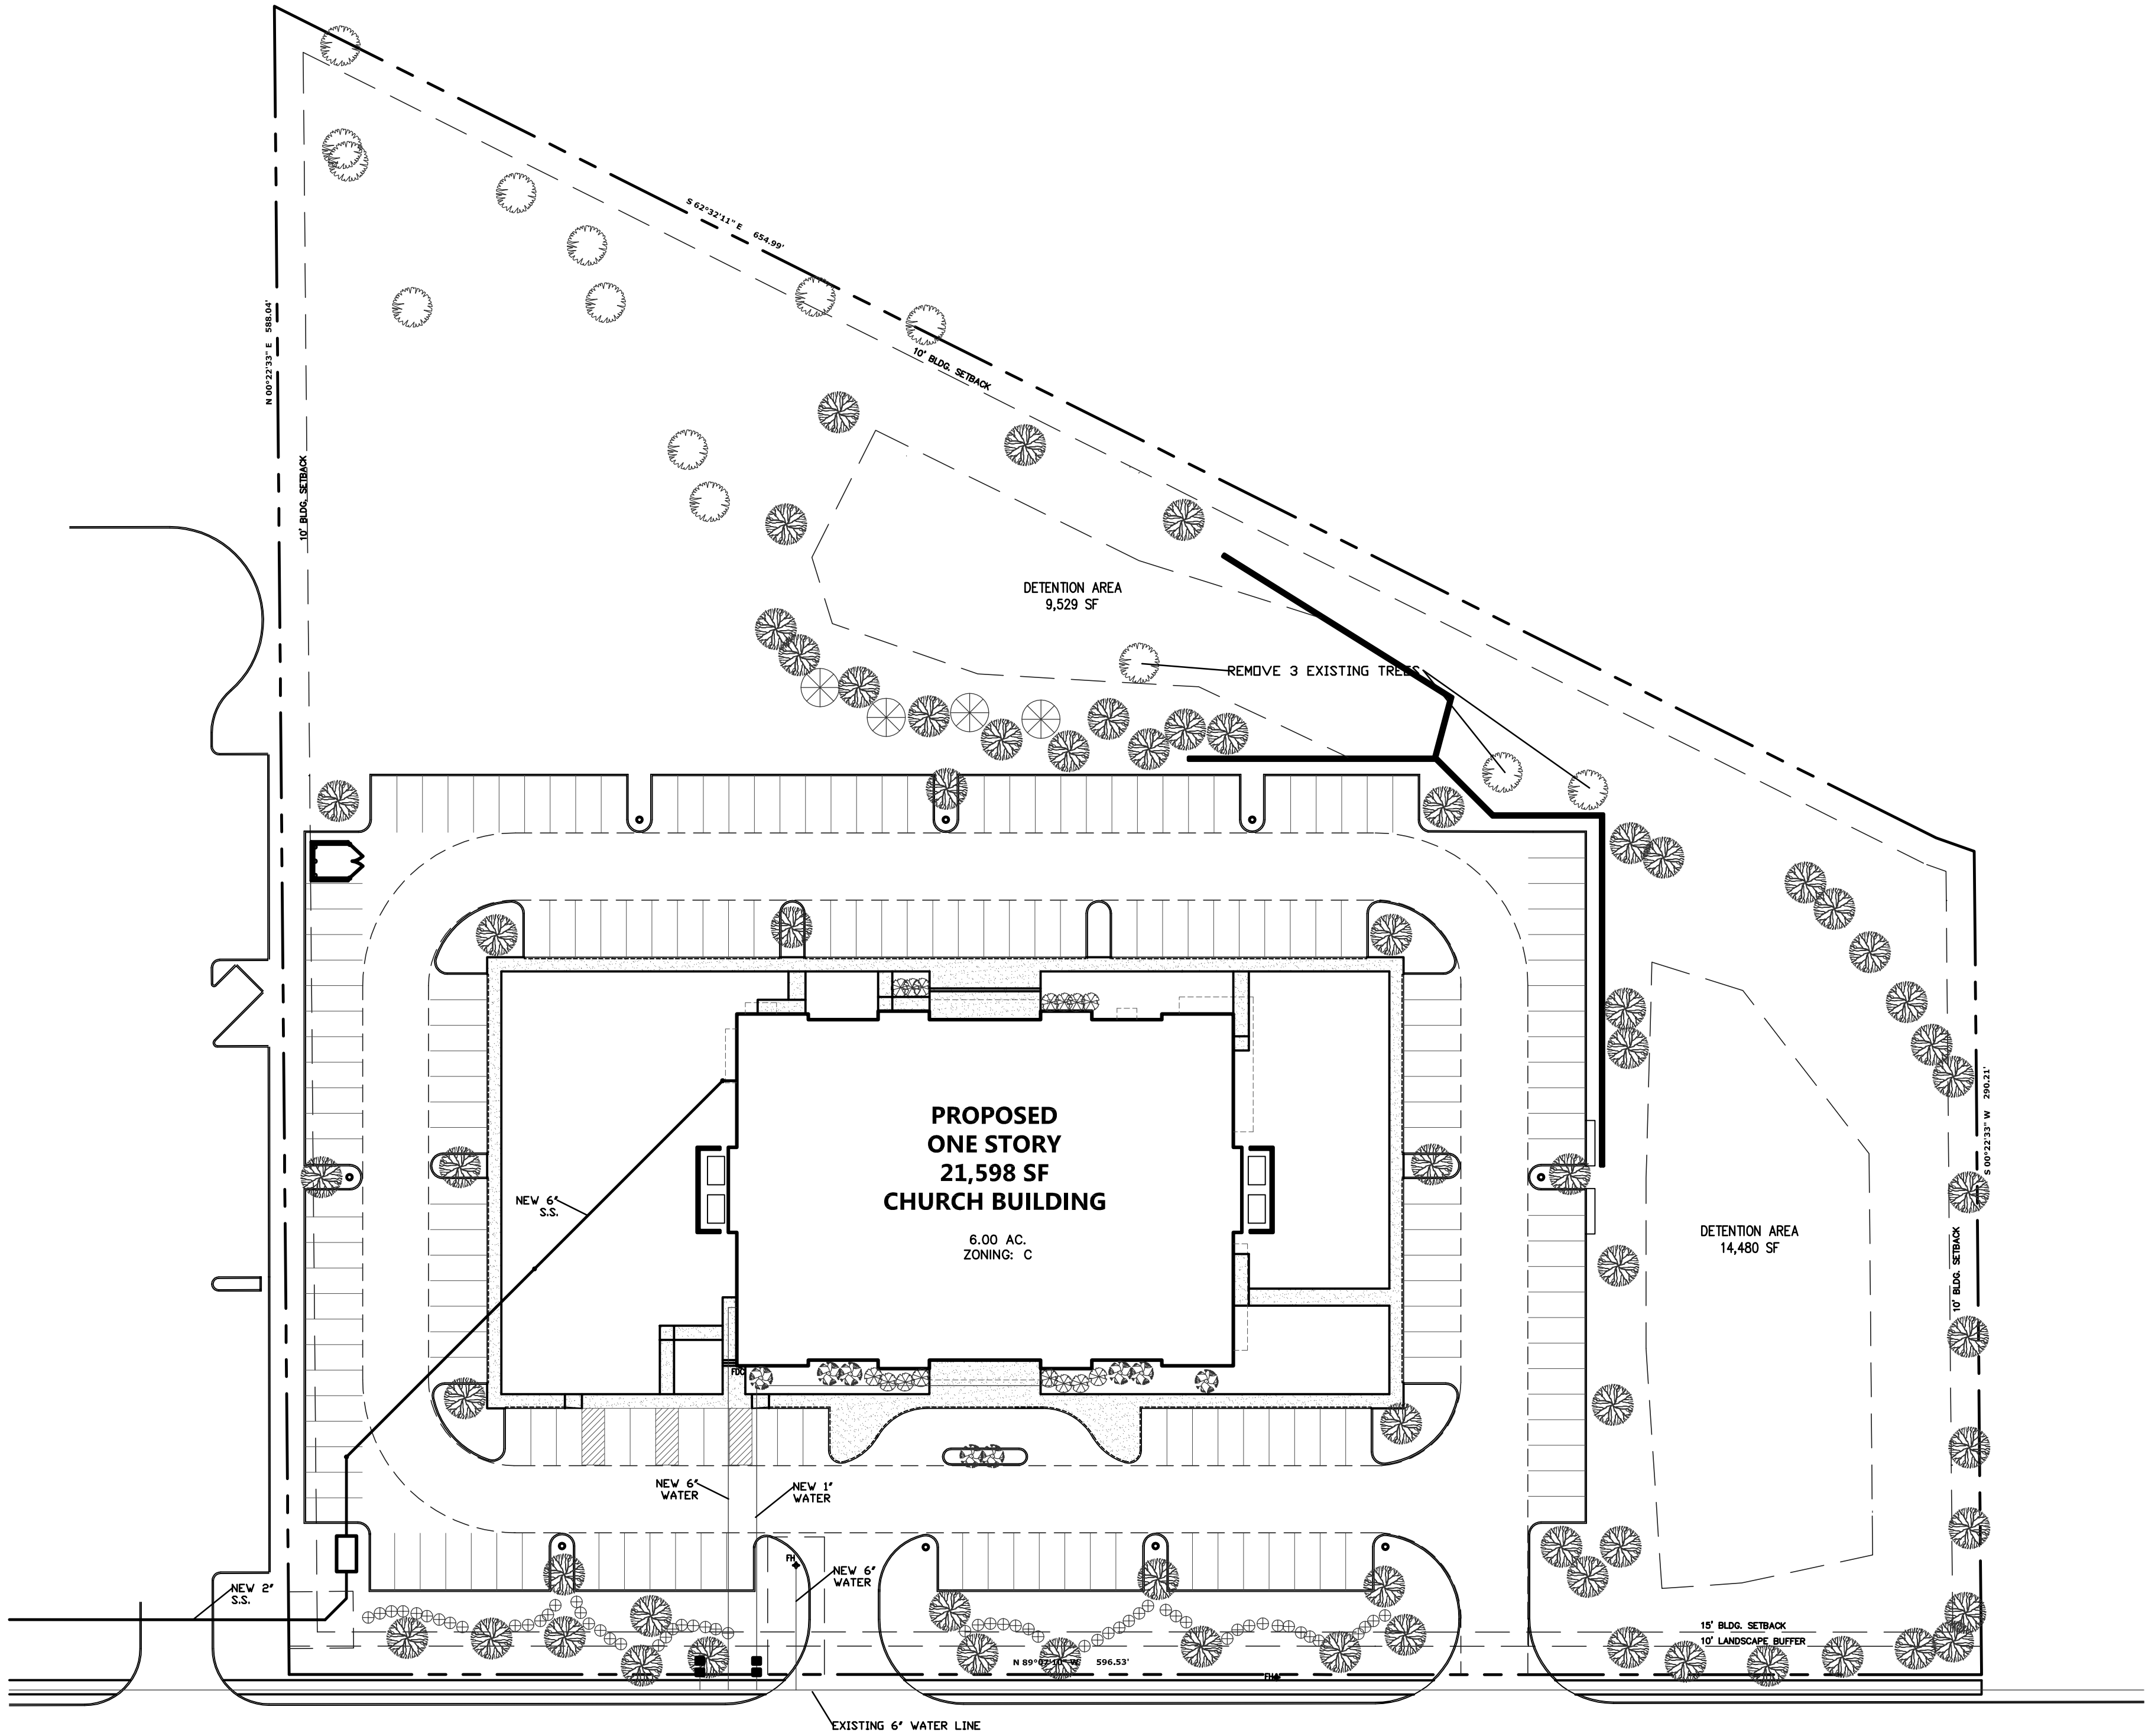 S 62°32'11" E 654.99'
N 00°22'33" E 588.04'
10' BLDG. SETBACK
10' BLDG. SETBACK
DETENTION AREA
9,529 SF
REMOVE 3 EXISTING TREES
PROPOSED
ONE STORY
21,598 SF
CHURCH BUILDING
6.00 AC.
ZONING: C
NEW 6"
S.S.
S 00°22'33" W 290.21'
DETENTION AREA
14,480 SF
10' BLDG. SETBACK
FDC
NEW 6"
WATER
NEW 1"
WATER
FH
NEW 6"
WATER
NEW 2"
S.S.
15' BLDG. SETBACK
10' LANDSCAPE BUFFER
N 89° W 596.53'
FH
EXISTING 6" WATER LINE